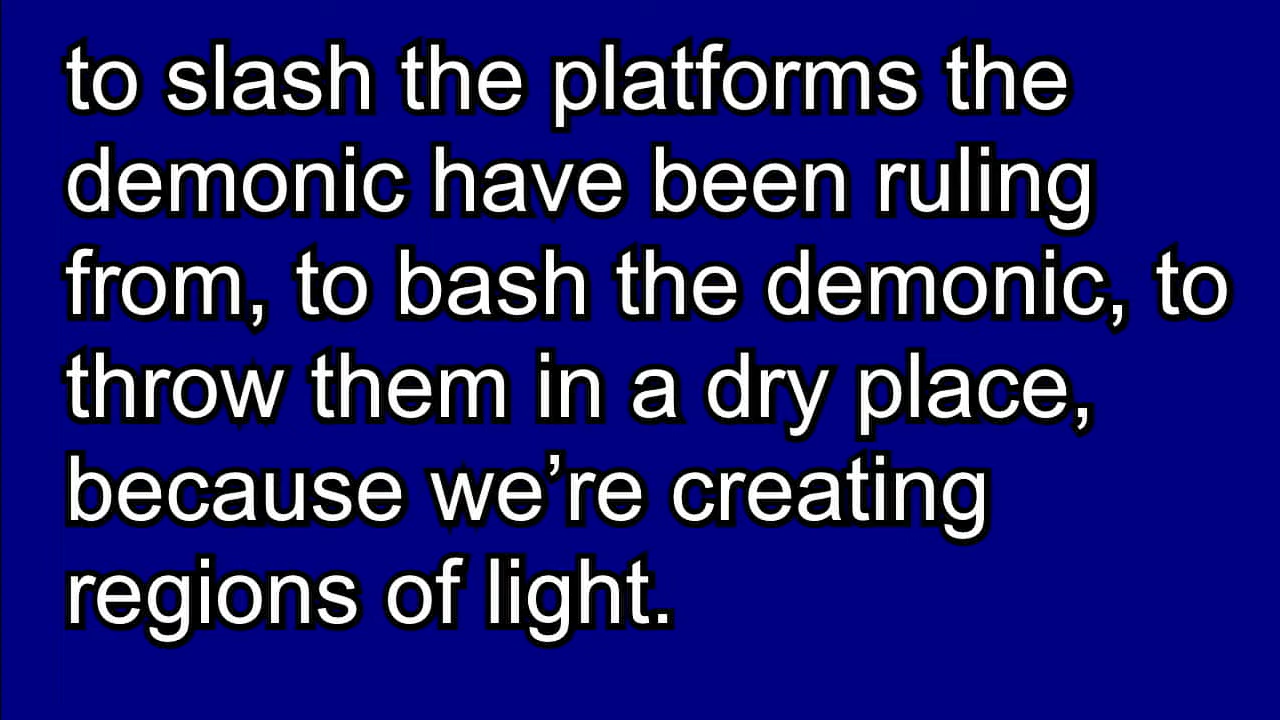 to slash the platforms the
demonic have been ruling
from, to bash the demonic, to
throw them in a dry place,
because we’re creating
regions of light.